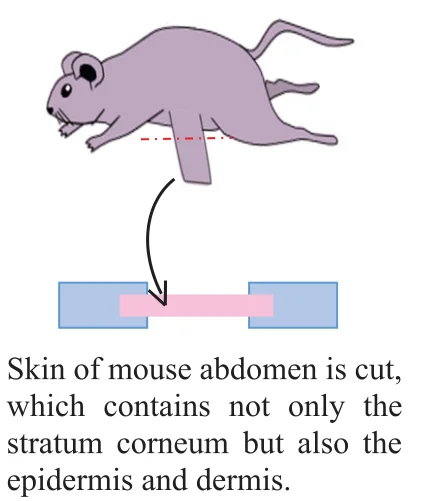 Skin of mouse abdomen is cut,
which contains not only the
stratum corneum but also the
epidermis and dermis.